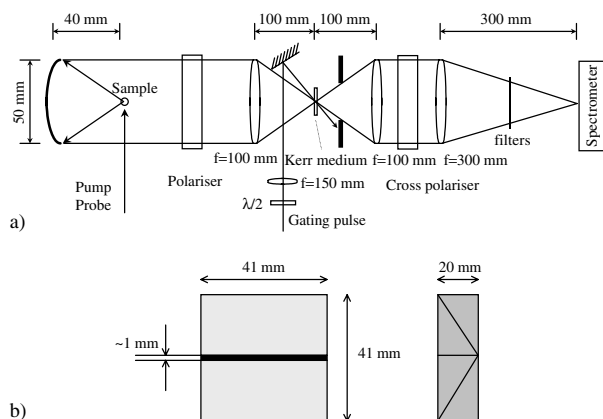 40 mm
100 mm
100 mm
300 mm
50 mm
Sample
Spectrometer
filters
Kerr medium
f=100 mm
f=100 mm
f=300 mm
Polariser
f=150 mm
Cross polariser
Pump
Probe
λ/2
Gating pulse
a)
41 mm
20 mm
~1 mm
41 mm
b)